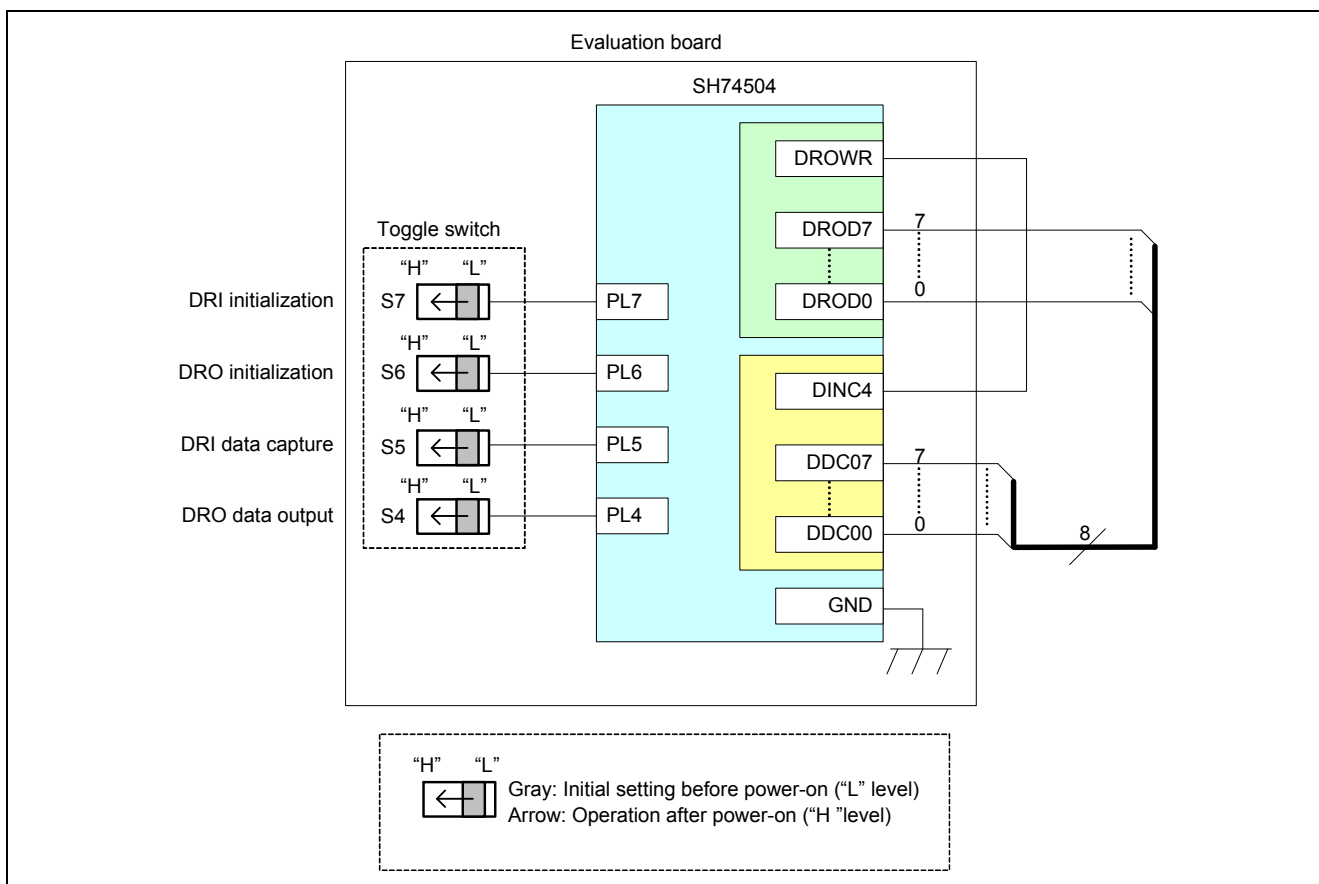 Evaluation board
SH74504
DROWR
Toggle switch
DROD7
7
"H" "L"
DRI initialization
S7
PL7
DROD0
0
"H" "L"
DRO initialization
S6
PL6
DINC4
"H" "L"
DRI data capture
S5
PL5
DDC07
7
"H" "L"
DRO data output
S4
PL4
DDC00
0
8
GND
"H" "L"
Gray: Initial setting before power-on ("L" level)
Arrow: Operation after power-on ("H "level)